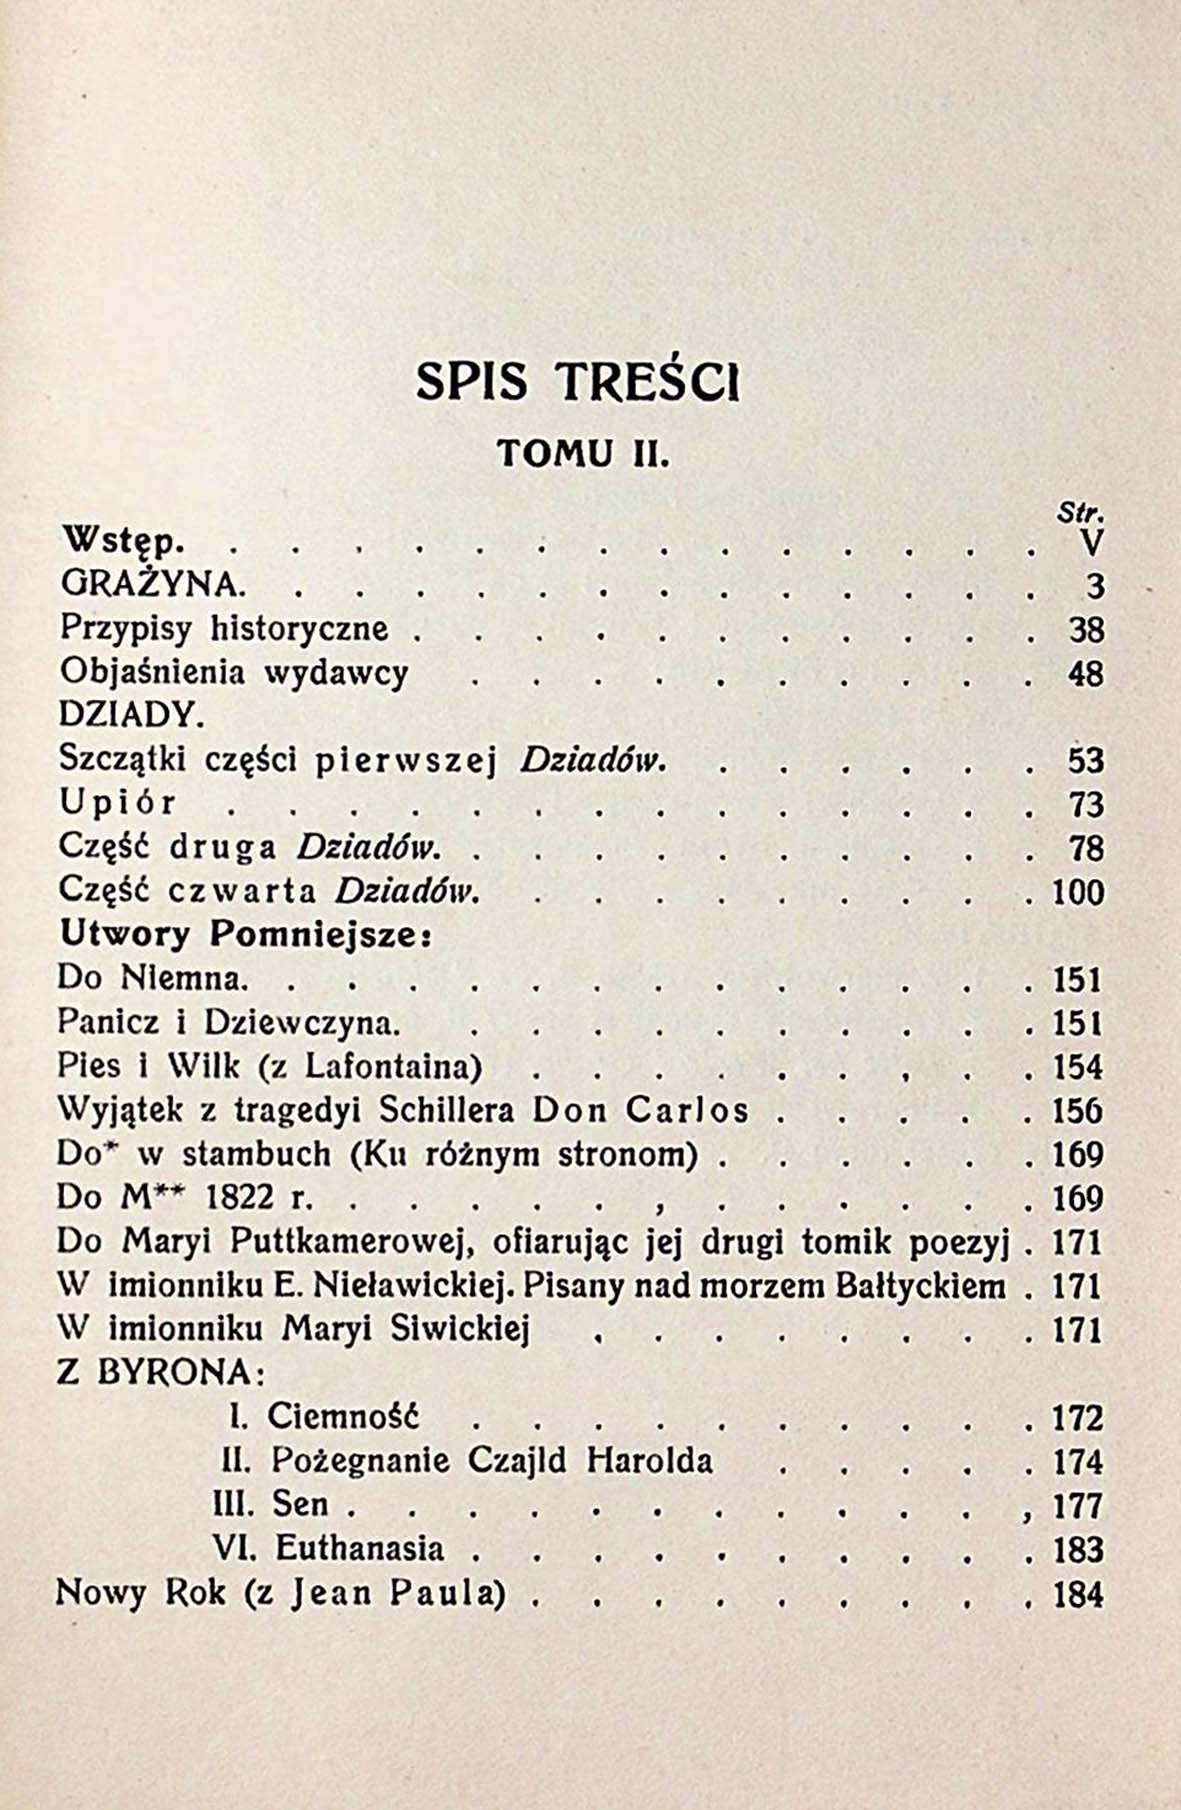 SPIS TREŚCI
TOMU II.
Str.
Wstęp. . . . . . . . . . . . . . . V
GRAŻYNA. . . . . . . . . . . . . . 3
Przypisy historyczne . . . . . . . . . . . 38
Objaśnienia wydawcy . . . . . . . . . . 48
DZIADY.
Szczątki części pierwszej Dziadów. . . . . . . 53
Upiór . . . . . . . . . . . . . . 73
Część druga Dziadów. . . . . . . . . . . 78
Część czwarta Dziadów. . . . . . . . . . 100
Utwory Pomniejsze:
Do Niemna. . . . . . . . . . . . . . 151
Panicz i Dziewczyna. . . . . . . . . . . 151
Pies i Wilk (z Lafontaina) . . . . . . . . . 154
Wyjątek z tragedyi Schillera Don Carlos . . . . . 156
Do* w stambuch (Ku różnym stronom) . . . . . . 169
Do M** 1822 r. . . . . . , . . . . . . 169
Do Maryi Puttkamerowej, ofiarując jej drugi tomik poezyj . 171
W imionniku E. Nieławickiej. Pisany nad morzem Bałtyckiem . 171
W imionniku Maryi Siwickiej . . . . . . . . 171
Z BYRONA:
I. Ciemność . . . . . . . . . . 172
II. Pożegnanie Czajld Harolda . . . . . 174
III. Sen . . . . . . . . . . . , 177
VI. Euthanasia . . . . . . . . . . 183
Nowy Rok (z Jean Paula) . . . . . . . . . 184